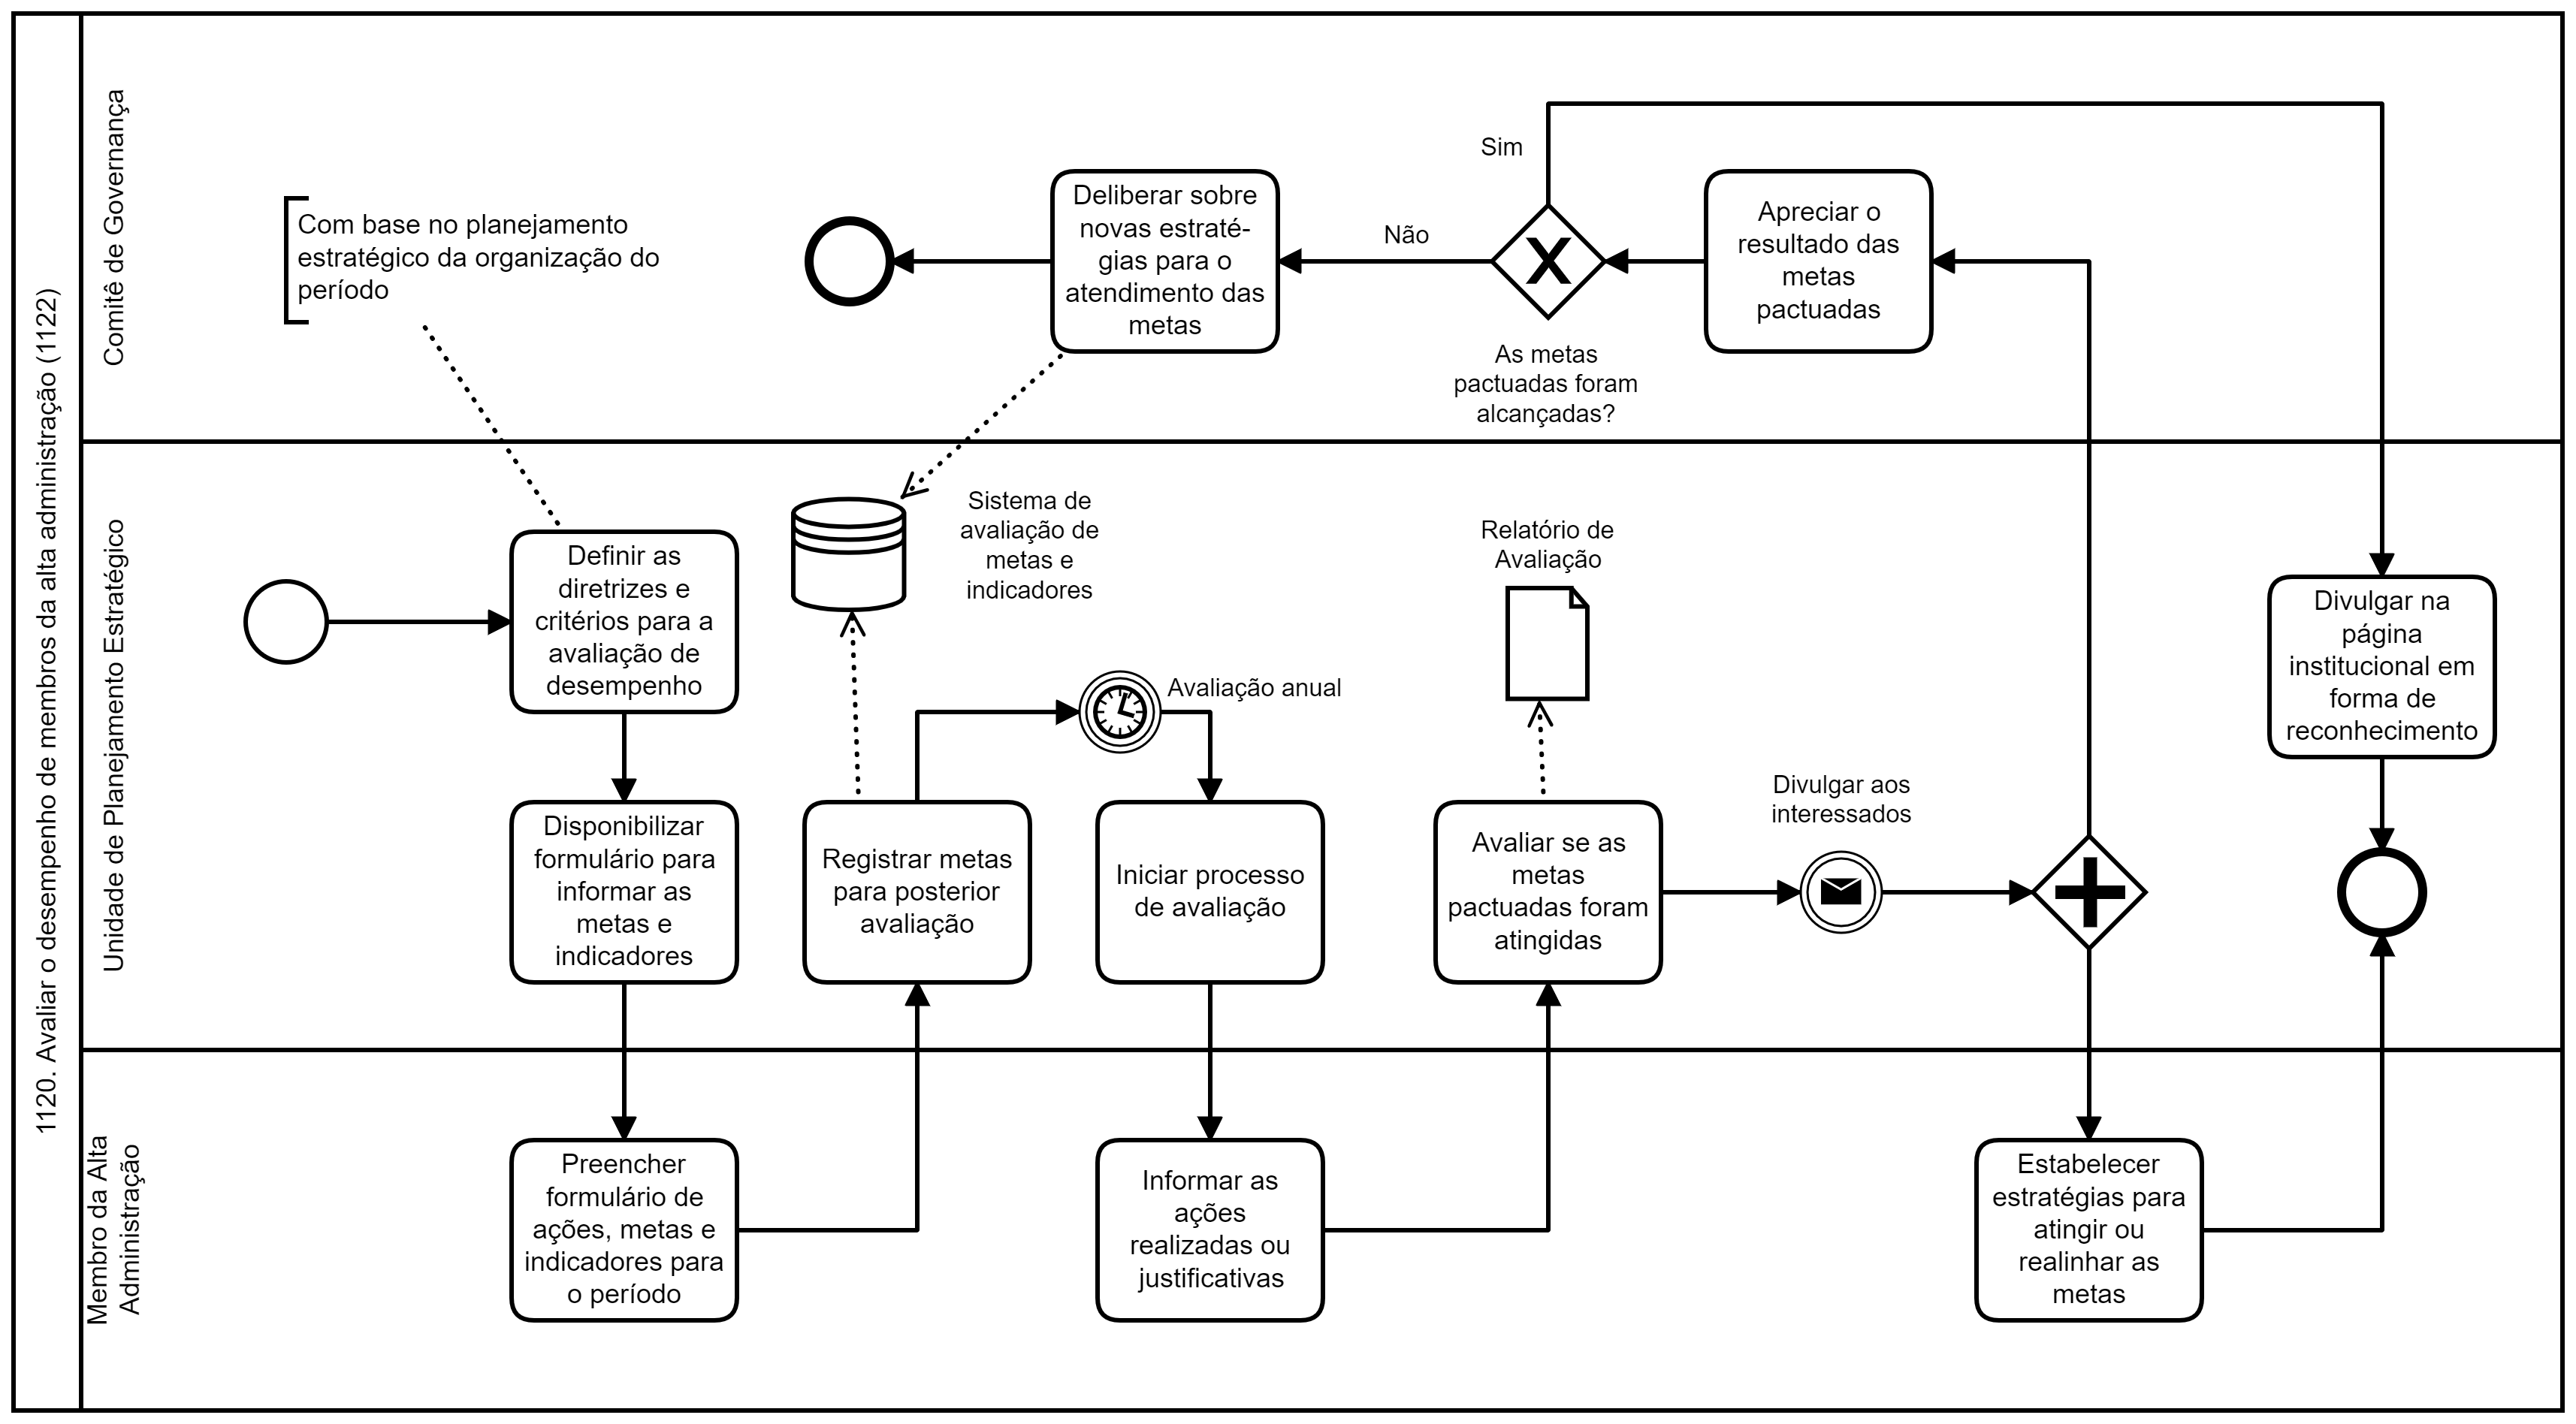 1120. Avaliar o desempenho de membros da alta administração (1122)
Comitê de Governança
Com base no planejamento
estratégico da organização do
período
Deliberar sobre
novas estraté-
gias para o
atendimento das
metas
Não
Sim
As metas
pactuadas foram
alcançadas?
Apreciar o
resultado das
metas
pactuadas
Unidade de Planejamento Estratégico
Definir as
diretrizes e
critérios para a
avaliação de
desempenho
Sistema de
avaliação de
metas e
indicadores
Disponibilizar
formulário para
informar as
metas e
indicadores
Registrar metas
para posterior
avaliação
Avaliação anual
Iniciar processo
de avaliação
Relatório de
Avaliação
Avaliar se as
metas
pactuadas foram
atingidas
Divulgar aos
interessados
Divulgar na
página
institucional em
forma de
reconhecimento
Membro da Alta
Administração
Preencher
formulário de
ações, metas e
indicadores para
o período
Informar as
ações
realizadas ou
justificativas
Estabelecer
estratégias para
atingir ou
realinhar as
metas